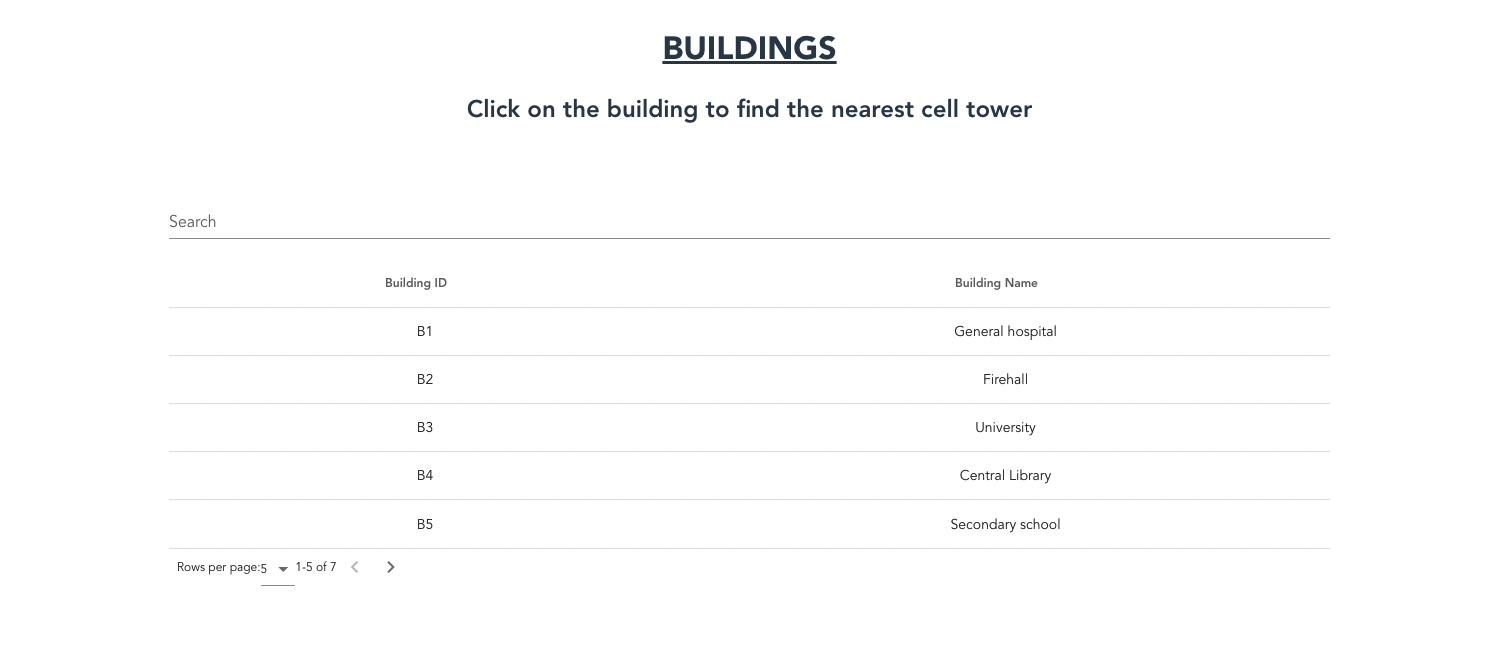 BUILDINGS
Click on the building to find the nearest cell tower
Search
Building ID Building Name
B1 General hospital
B2 Firehall
B3 University
B4 Central Library
B5 Secondary school
Rows per page: 5 1-5 of 7